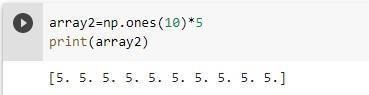 array2=np.ones(10)*5
print(array2)
[5. 5. 5. 5. 5. 5. 5. 5. 5. 5.]